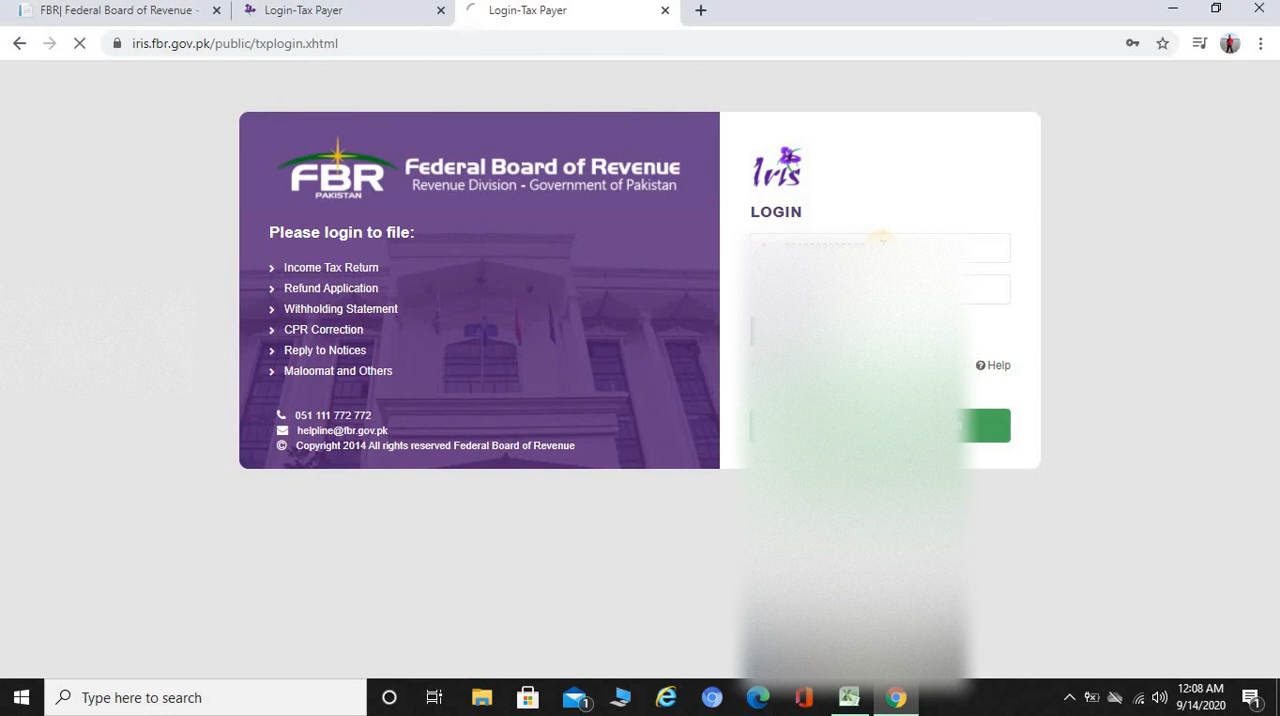 FBR| Federal Board of Revenue -
Login-Tax Payer
Login-Tax Payer
iris.fbr.gov.pk/public/txplogin.xhtml
FBR
PAKISTAN
Federal Board of Revenue
Revenue Division - Government of Pakistan
Please login to file:
Income Tax Return
Refund Application
Withholding Statement
CPR Correction
Reply to Notices
Maloomat and Others
051 111 772 772
helpline@fbr.gov.pk
Copyright 2014 All rights reserved Federal Board of Revenue
Iris
LOGIN
Help
Type here to search
1
12:08 AM
9/14/2020
1